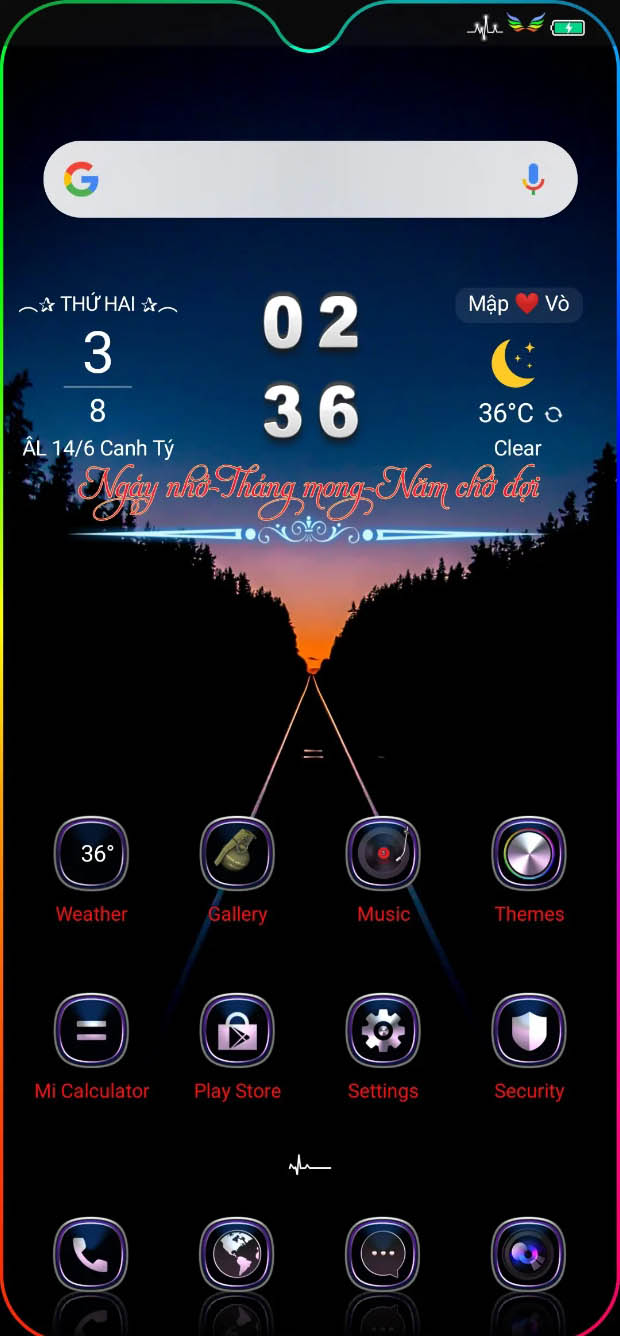 THỨ HAI
3
8
ÂL 14/6 Canh Tý
02
36
Mập ❤️ Vò
36°C
Clear
Ngáy nhớ-Tháng mong-Năm chờ đợi
36°
Weather
Gallery
Music
Themes
Mi Calculator
Play Store
Settings
Security